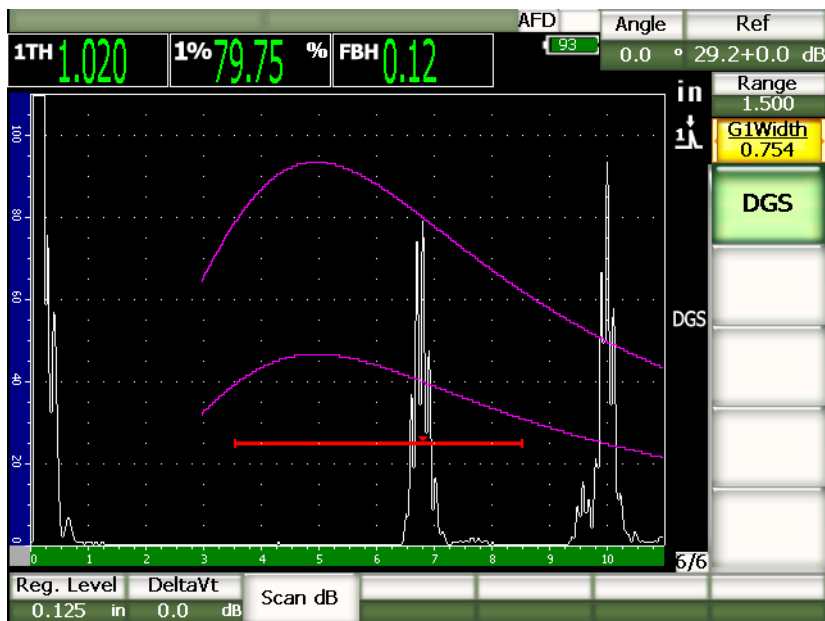 AFD
Angle
Ref
93
0.0 °
29.2+0.0 dB
1TH 1.020
1% 79.75 %
FBH 0.12
in
Range
1.500
1
G1Width
0.754
DGS
DGS
100
80
60
40
20
0
0 1 2 3 4 5 6 7 8 9 10
6/6
Reg. Level
DeltaVt
Scan dB
0.125 in
0.0 dB